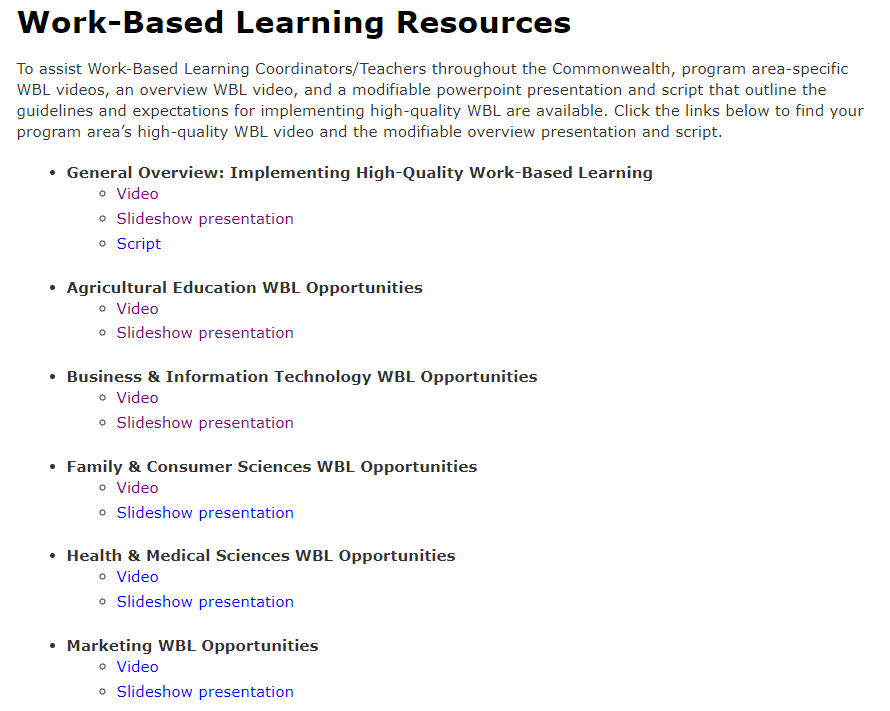 Work-Based Learning Resources
To assist Work-Based Learning Coordinators/Teachers throughout the Commonwealth, program area-specific
WBL videos, an overview WBL video, and a modifiable powerpoint presentation and script that outline the
guidelines and expectations for implementing high-quality WBL are available. Click the links below to find your
program area’s high-quality WBL video and the modifiable overview presentation and script.
General Overview: Implementing High-Quality Work-Based Learning
Video
Slideshow presentation
Script
Agricultural Education WBL Opportunities
Video
Slideshow presentation
Business & Information Technology WBL Opportunities
Video
Slideshow presentation
Family & Consumer Sciences WBL Opportunities
Video
Slideshow presentation
Health & Medical Sciences WBL Opportunities
Video
Slideshow presentation
Marketing WBL Opportunities
Video
Slideshow presentation